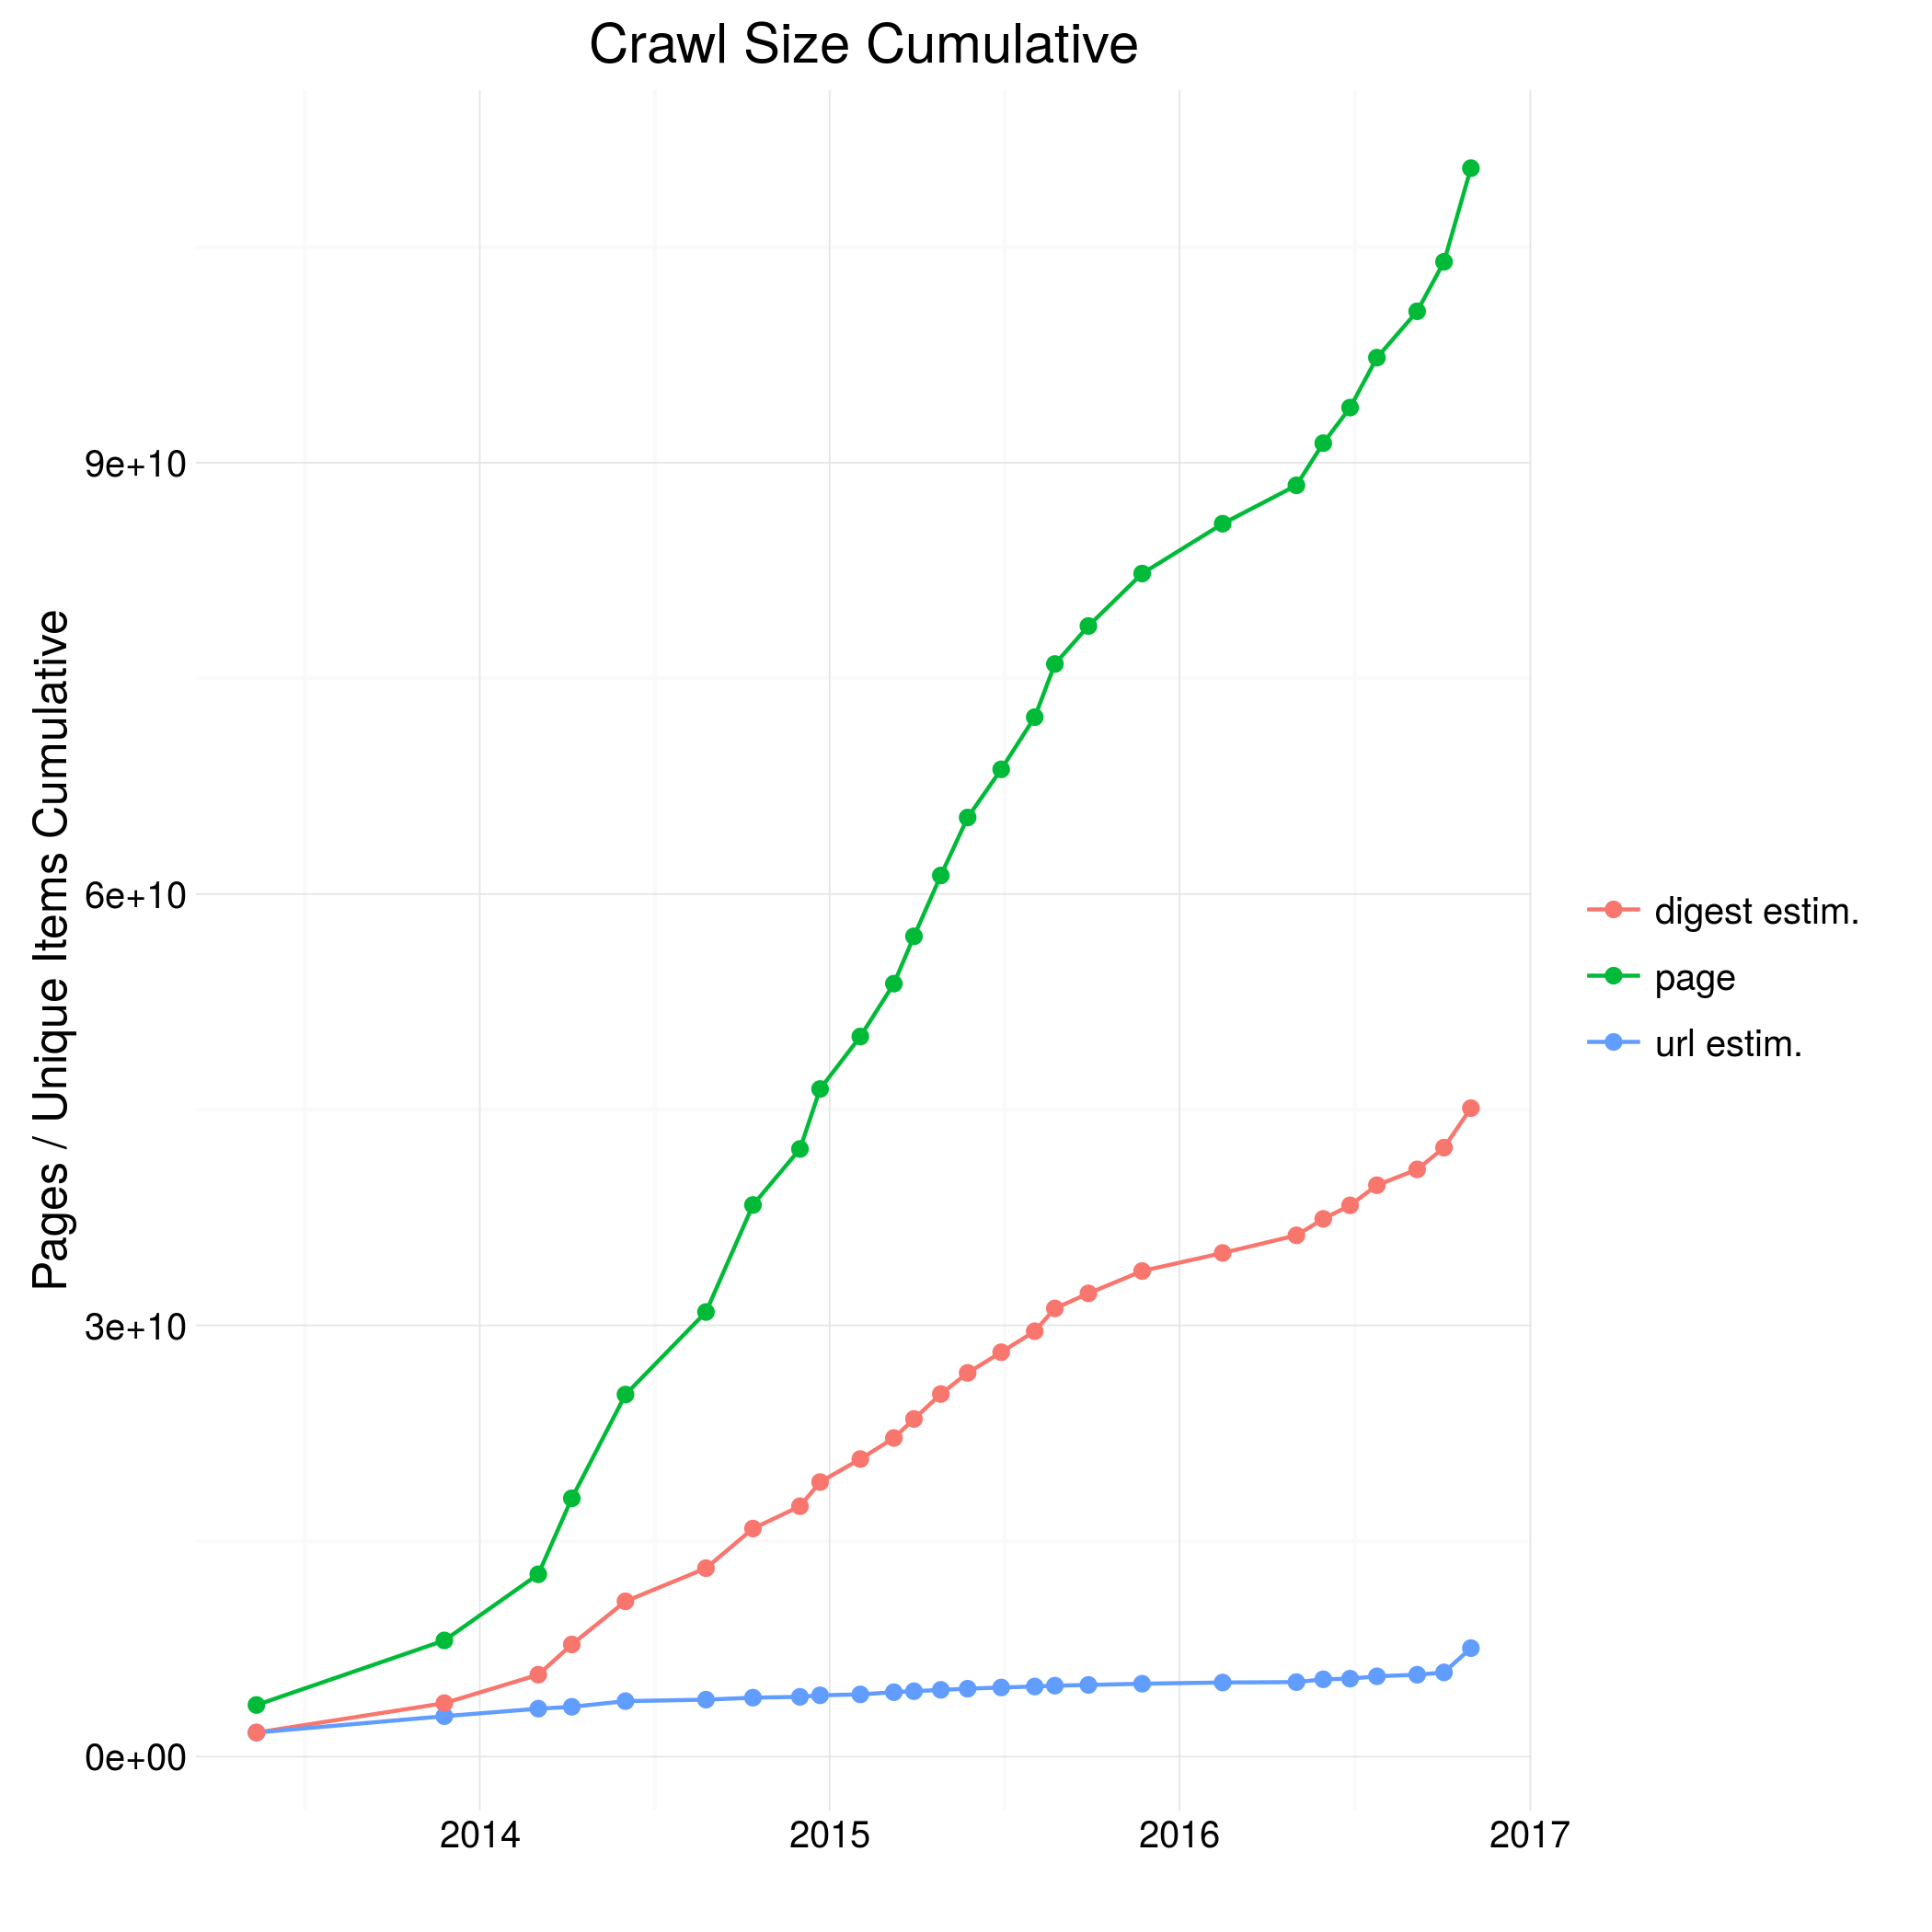 Crawl Size Cumulative
Pages / Unique Items Cumulative
9e+10
6e+10
3e+10
0e+00
2014
2015
2016
2017
digest estim.
page
url estim.